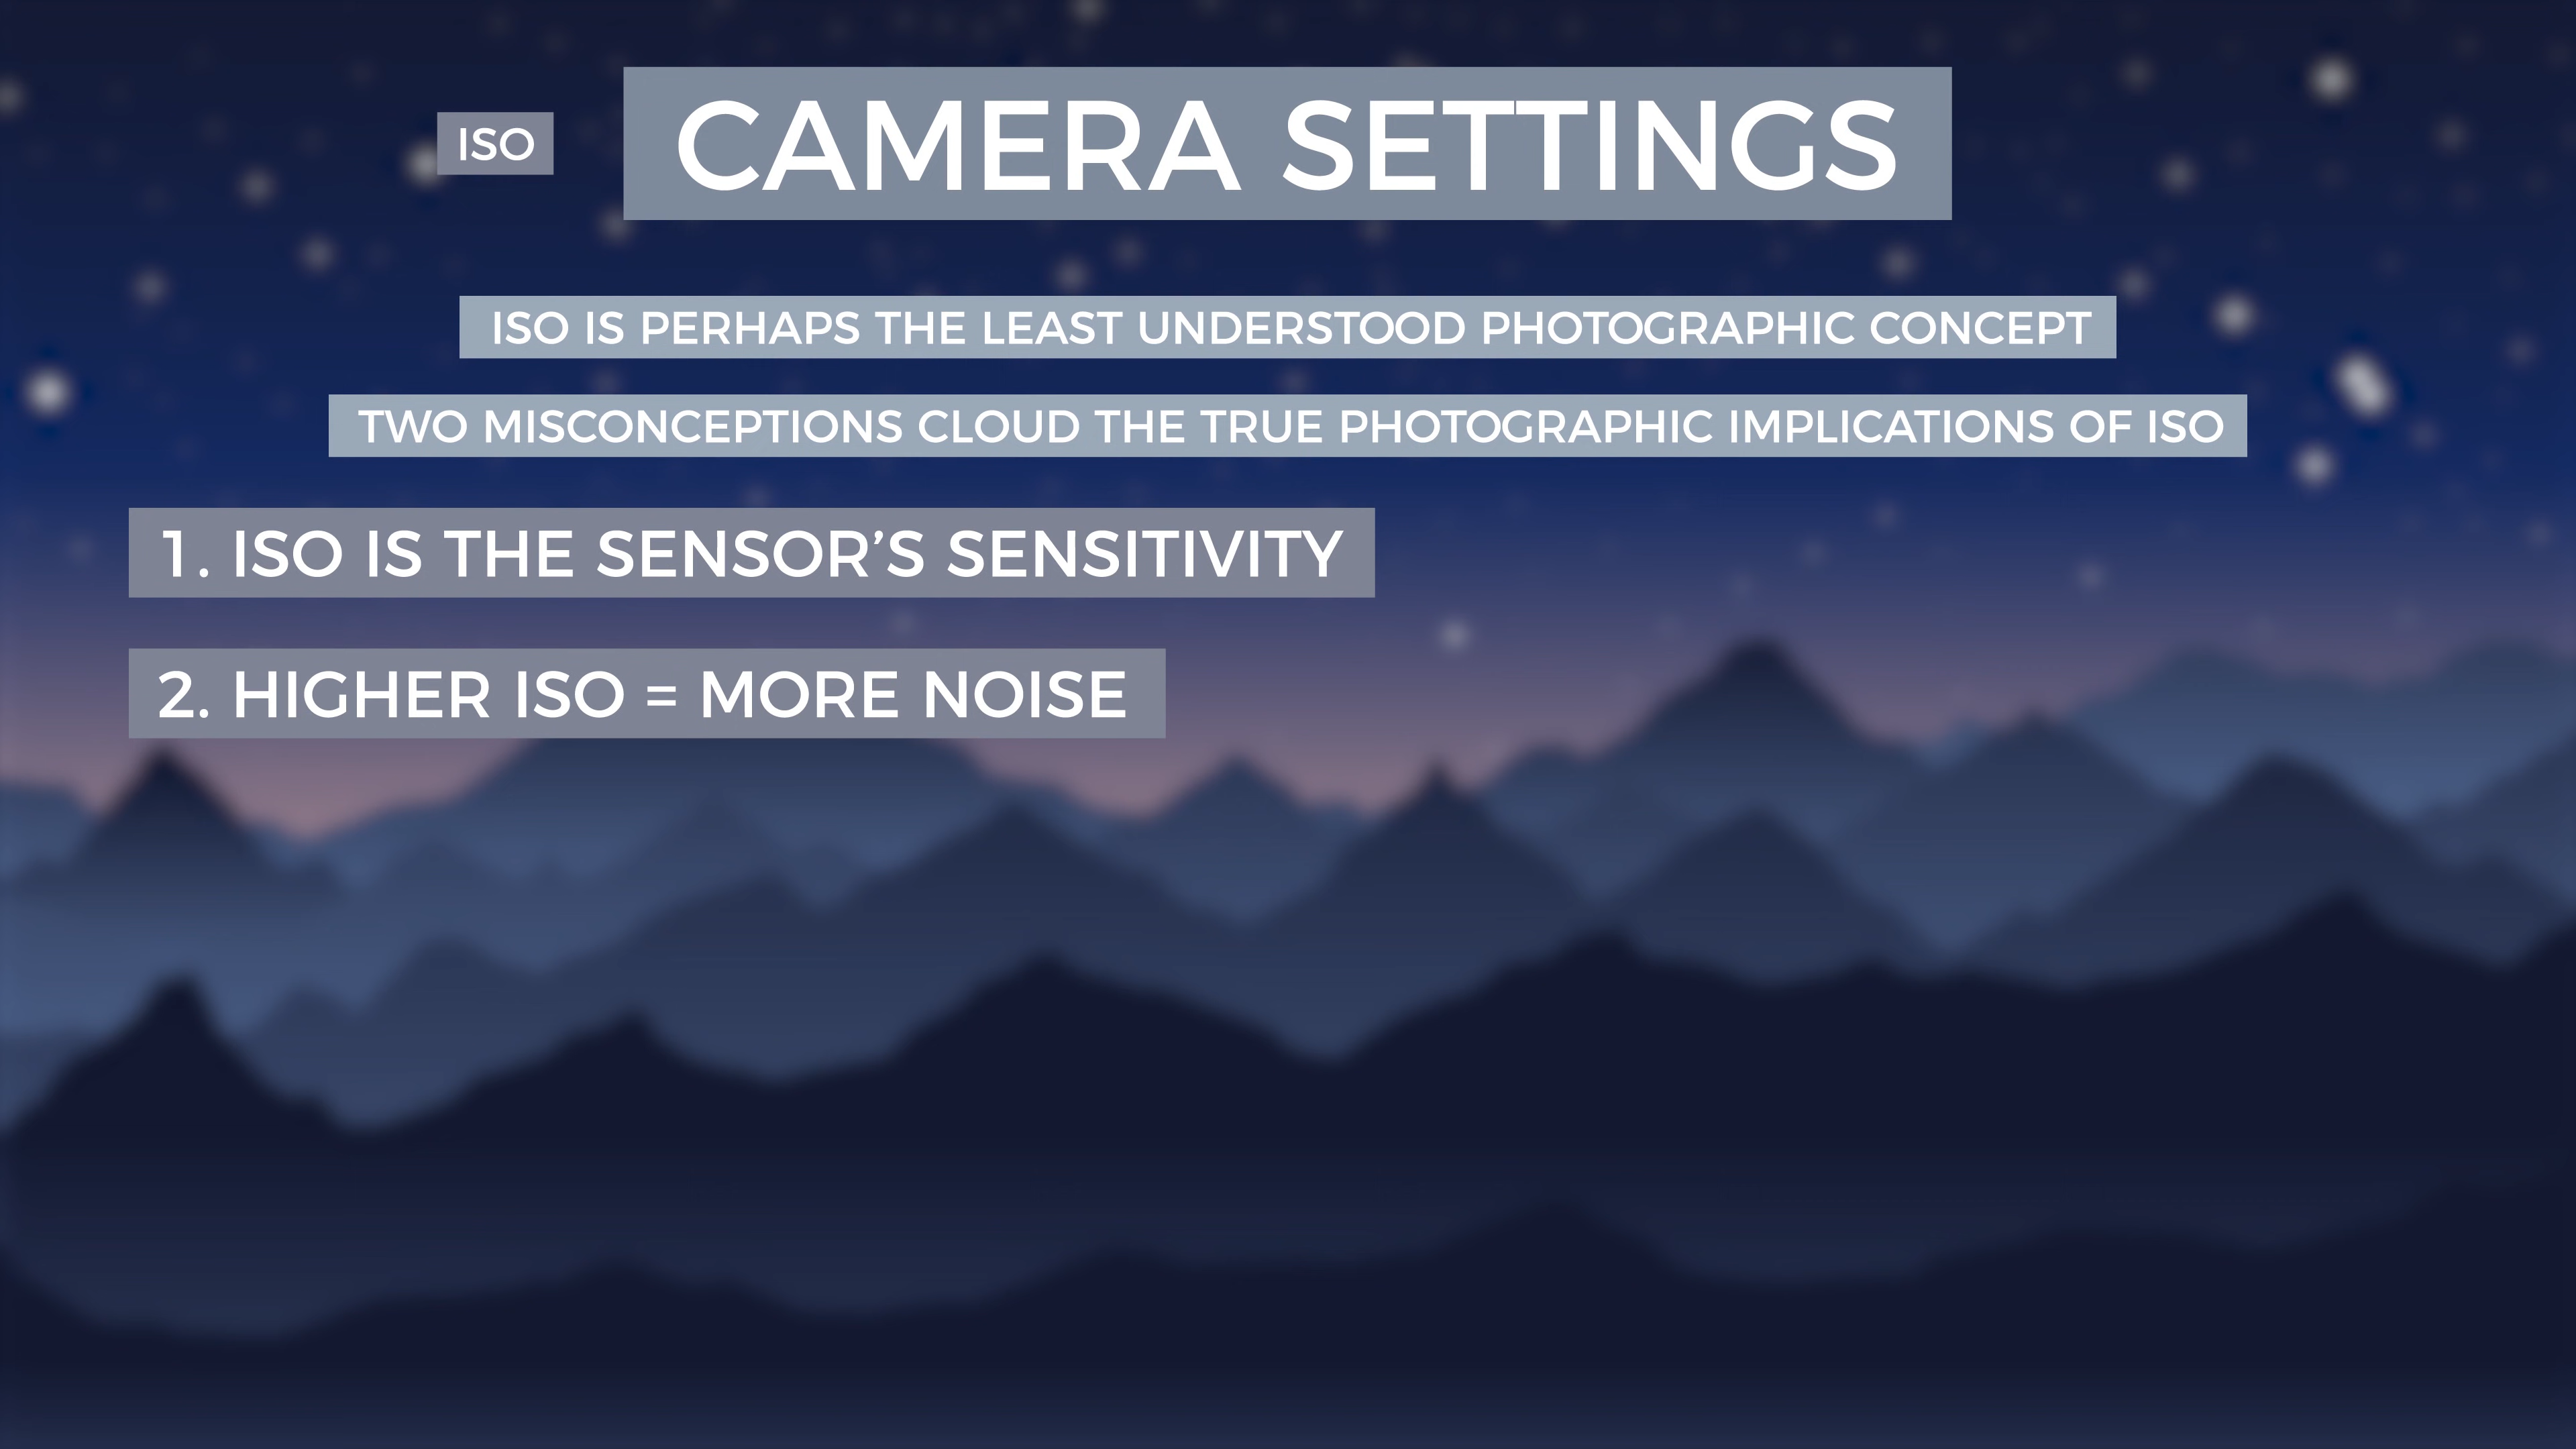 ISO
CAMERA SETTINGS
ISO IS PERHAPS THE LEAST UNDERSTOOD PHOTOGRAPHIC CONCEPT
TWO MISCONCEPTIONS CLOUD THE TRUE PHOTOGRAPHIC IMPLICATIONS OF ISO
1. ISO IS THE SENSOR’S SENSITIVITY
2. HIGHER ISO = MORE NOISE